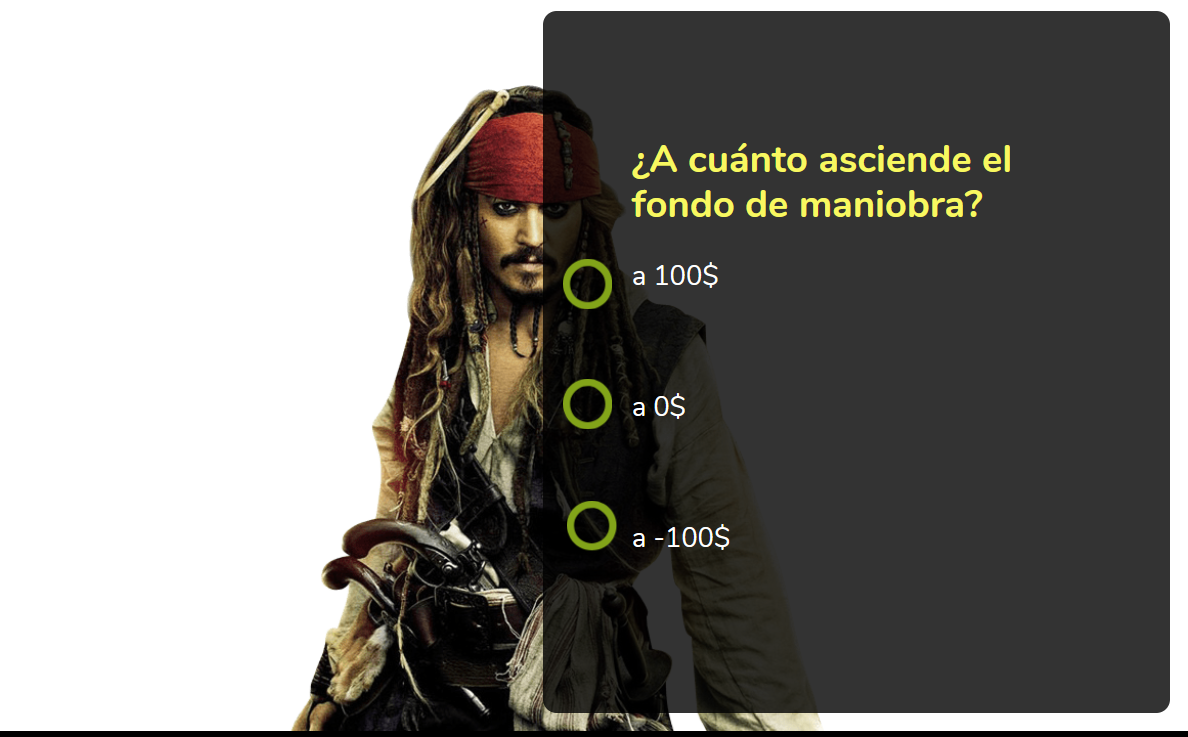 ¿A cuánto asciende el
fondo de maniobra?
a 100$
a 0$
a -100$